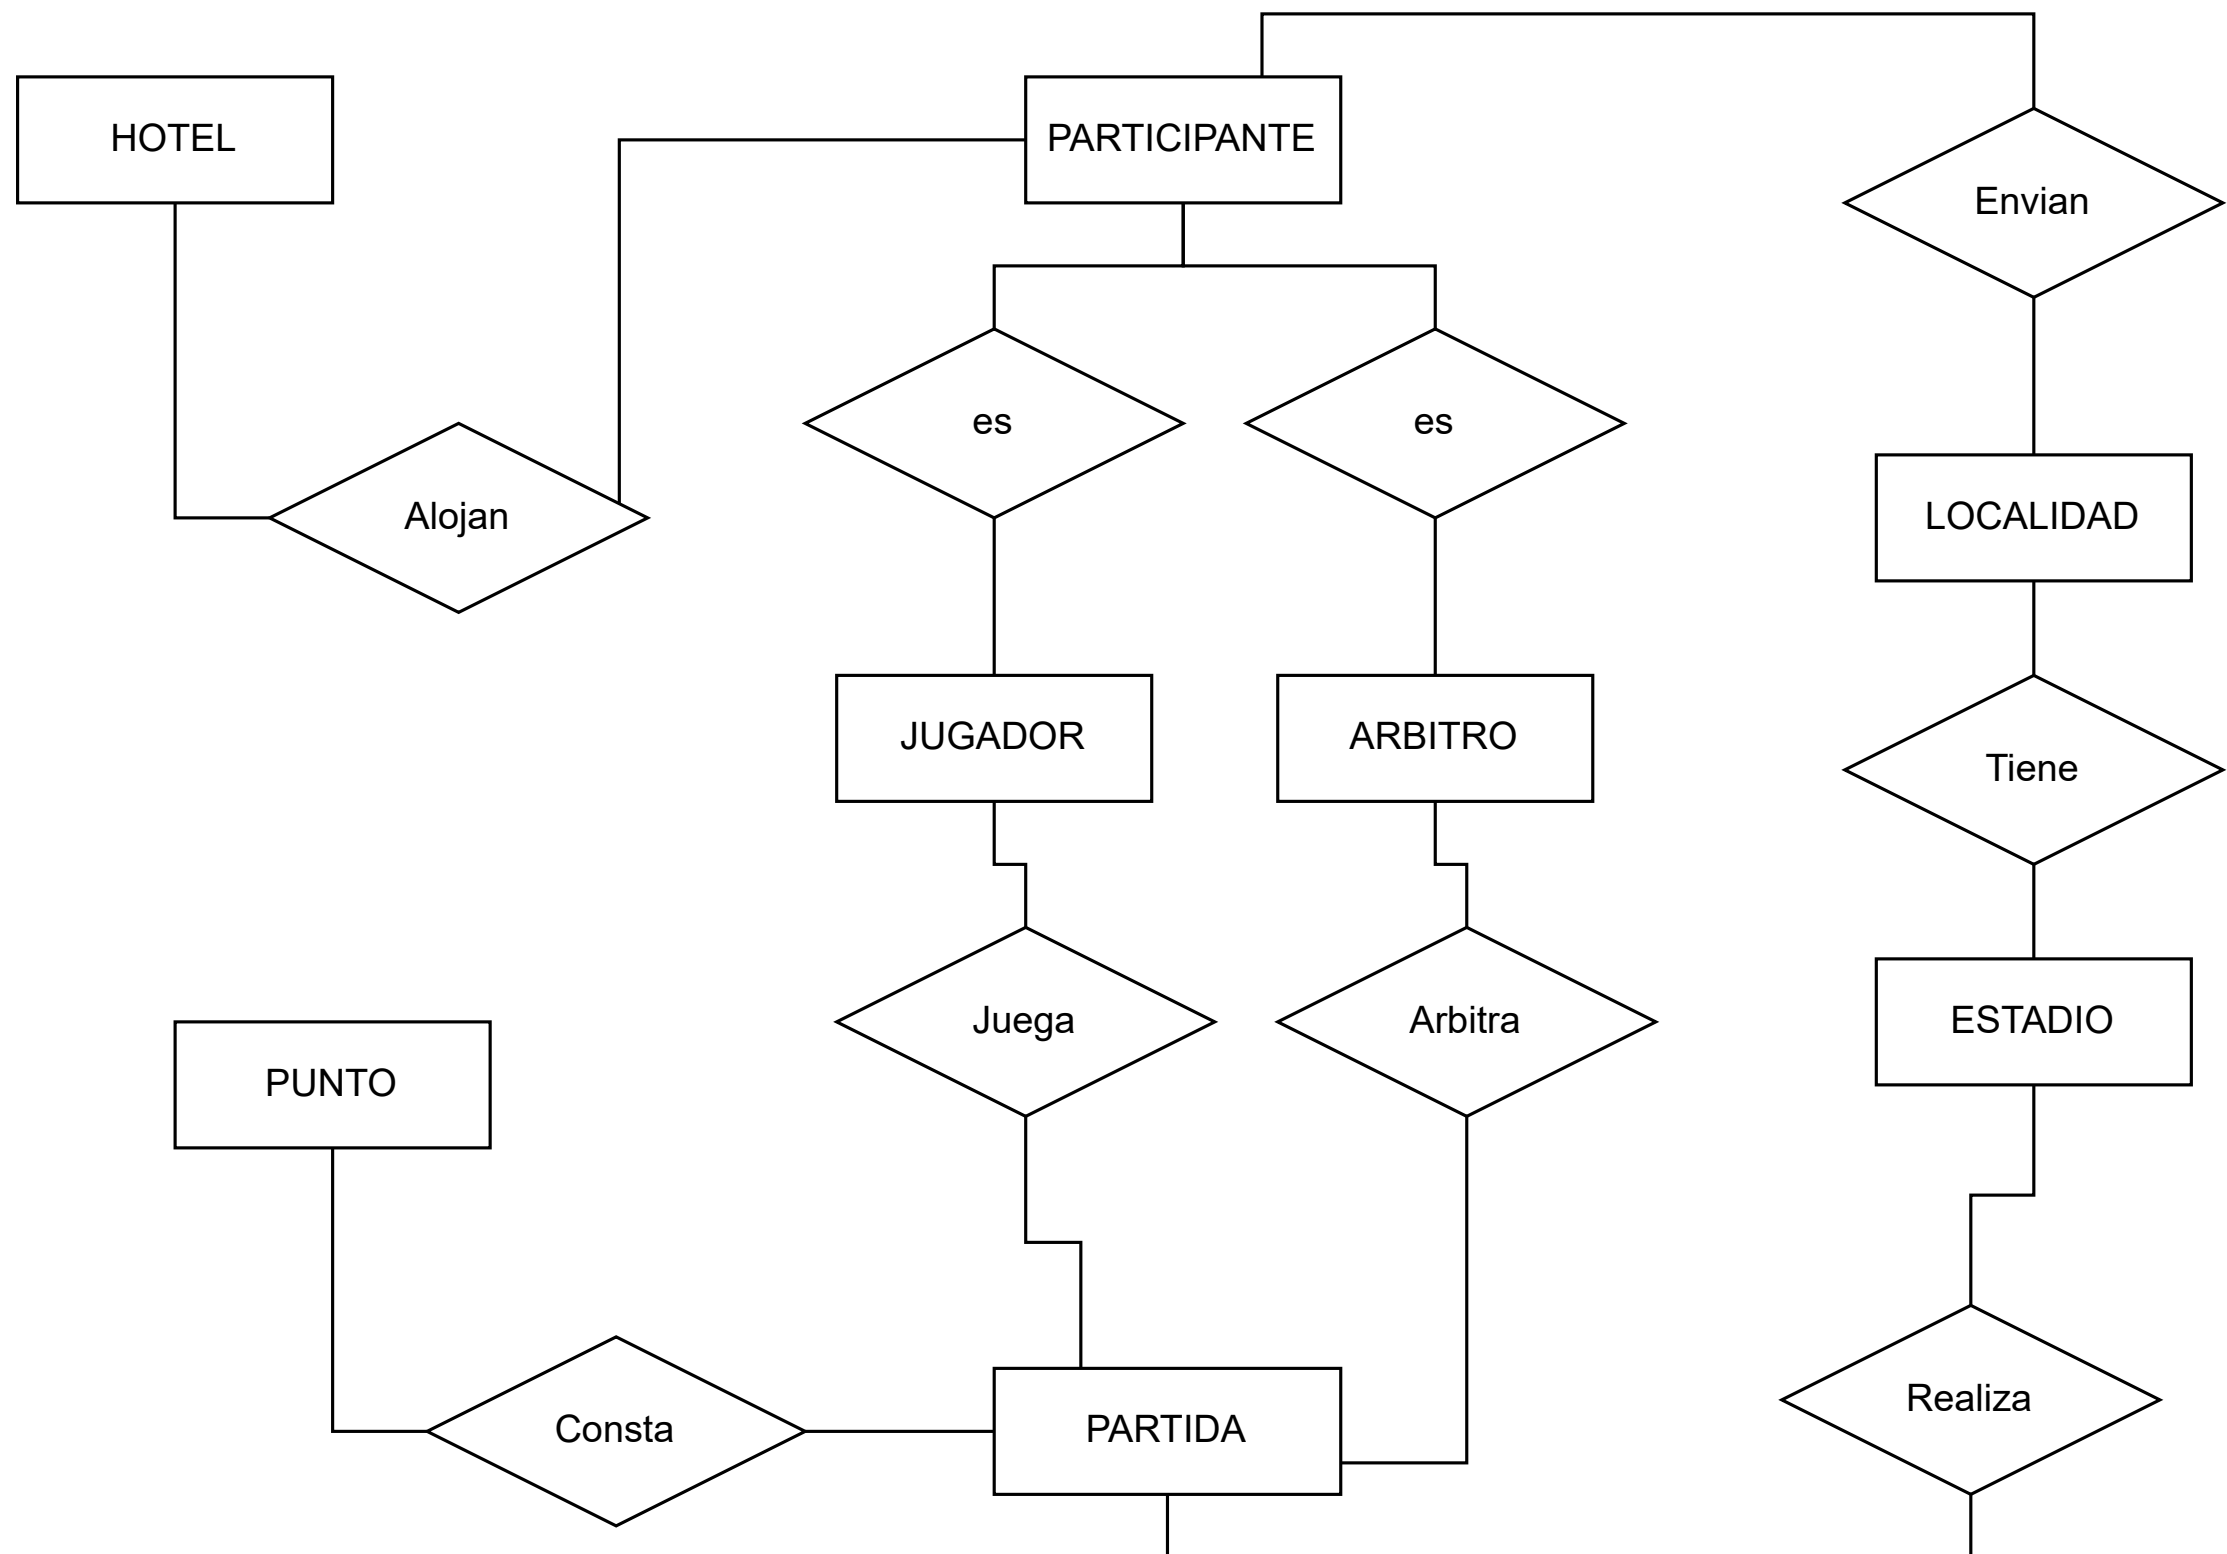 HOTEL
PARTICIPANTE
Envian
es
es
Alojan
LOCALIDAD
JUGADOR
ARBITRO
Tiene
Juega
Arbitra
ESTADIO
PUNTO
Realiza
Consta
PARTIDA